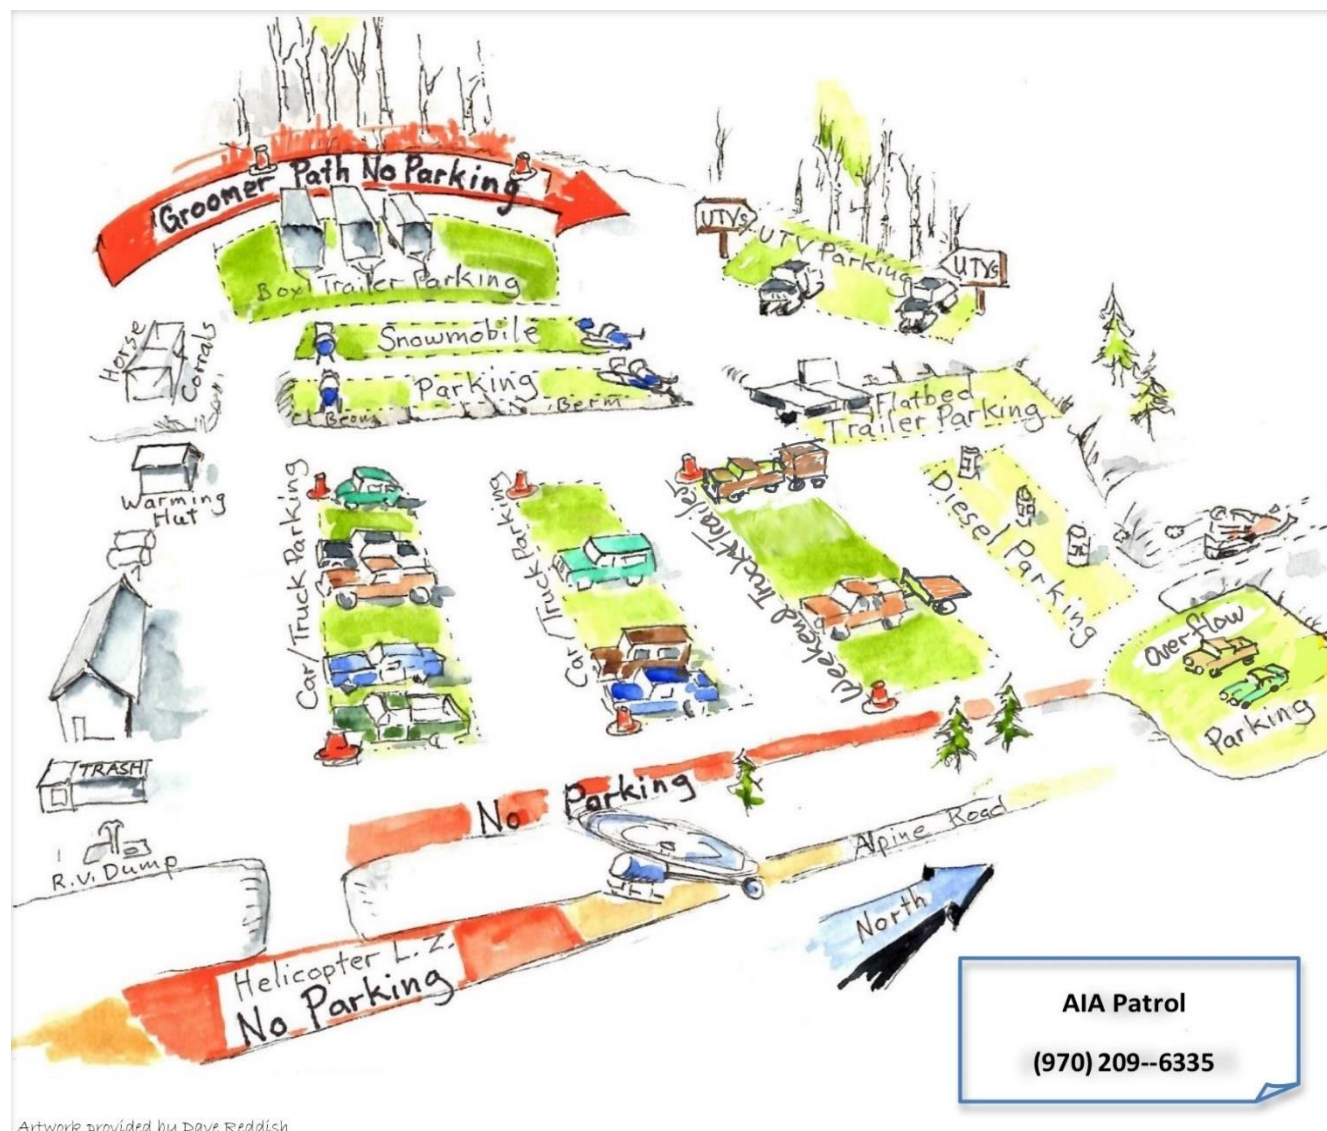 Groomer Path No Parking
Box Trailer Parking
UTVs
UTV Parking
UTVs
Horse
Corrals
Snowmobile
Parking
Berm
Berm
Flatbed
Trailer Parking
Warming
Hut
Car/Truck Parking
Car/Truck Parking
Weekend Truck & Trailer
Diesel Parking
Overflow
Parking
TRASH
No Parking
R.V. Dump
Alpine Road
North
Helicopter L.Z.
No Parking
AIA Patrol
(970) 209--6335
Artwork provided by Dave Reddish